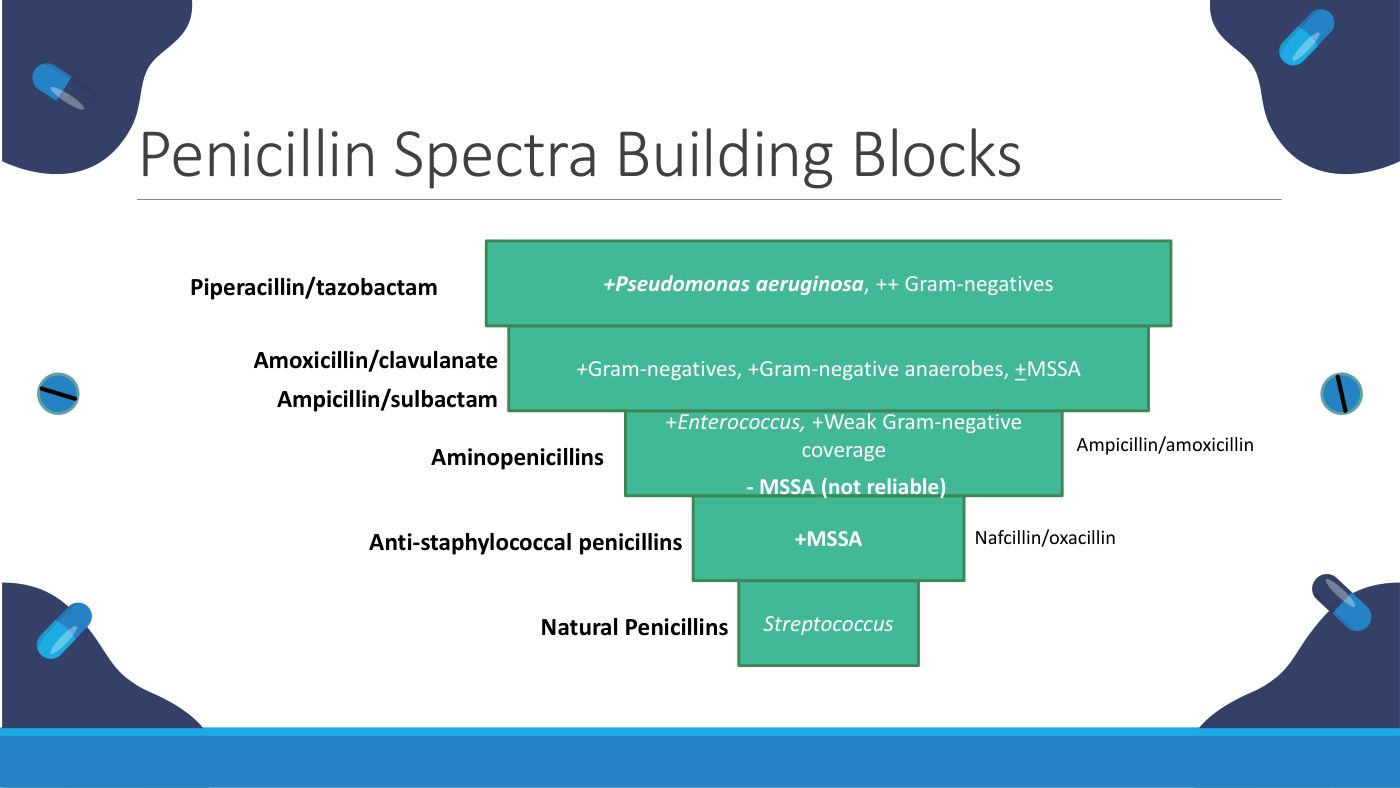 Penicillin Spectra Building Blocks
Piperacillin/tazobactam
+Pseudomonas aeruginosa, ++ Gram-negatives
Amoxicillin/clavulanate
Ampicillin/sulbactam
+Gram-negatives, +Gram-negative anaerobes, +MSSA
Aminopenicillins
+Enterococcus, +Weak Gram-negative
coverage
- MSSA (not reliable)
Ampicillin/amoxicillin
Anti-staphylococcal penicillins
+MSSA
Nafcillin/oxacillin
Natural Penicillins
Streptococcus